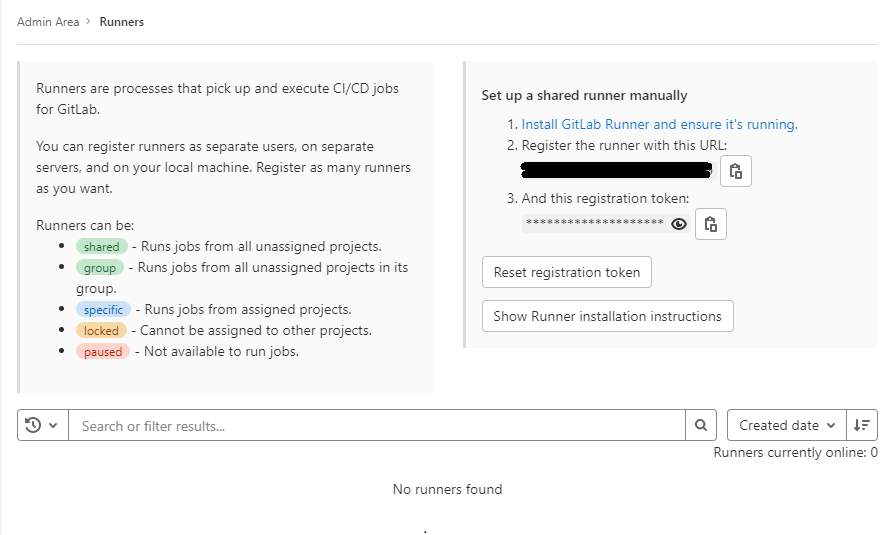 Admin Area > Runners
Runners are processes that pick up and execute CI/CD jobs
for GitLab.
You can register runners as separate users, on separate
servers, and on your local machine. Register as many runners
as you want.
Runners can be:
• shared - Runs jobs from all unassigned projects.
• group - Runs jobs from all unassigned projects in its
group.
• specific - Runs jobs from assigned projects.
• locked - Cannot be assigned to other projects.
• paused - Not available to run jobs.
Set up a shared runner manually
1. Install GitLab Runner and ensure it's running.
2. Register the runner with this URL:
3. And this registration token:
********************
Reset registration token
Show Runner installation instructions
Search or filter results...
Created date
Runners currently online: 0
No runners found